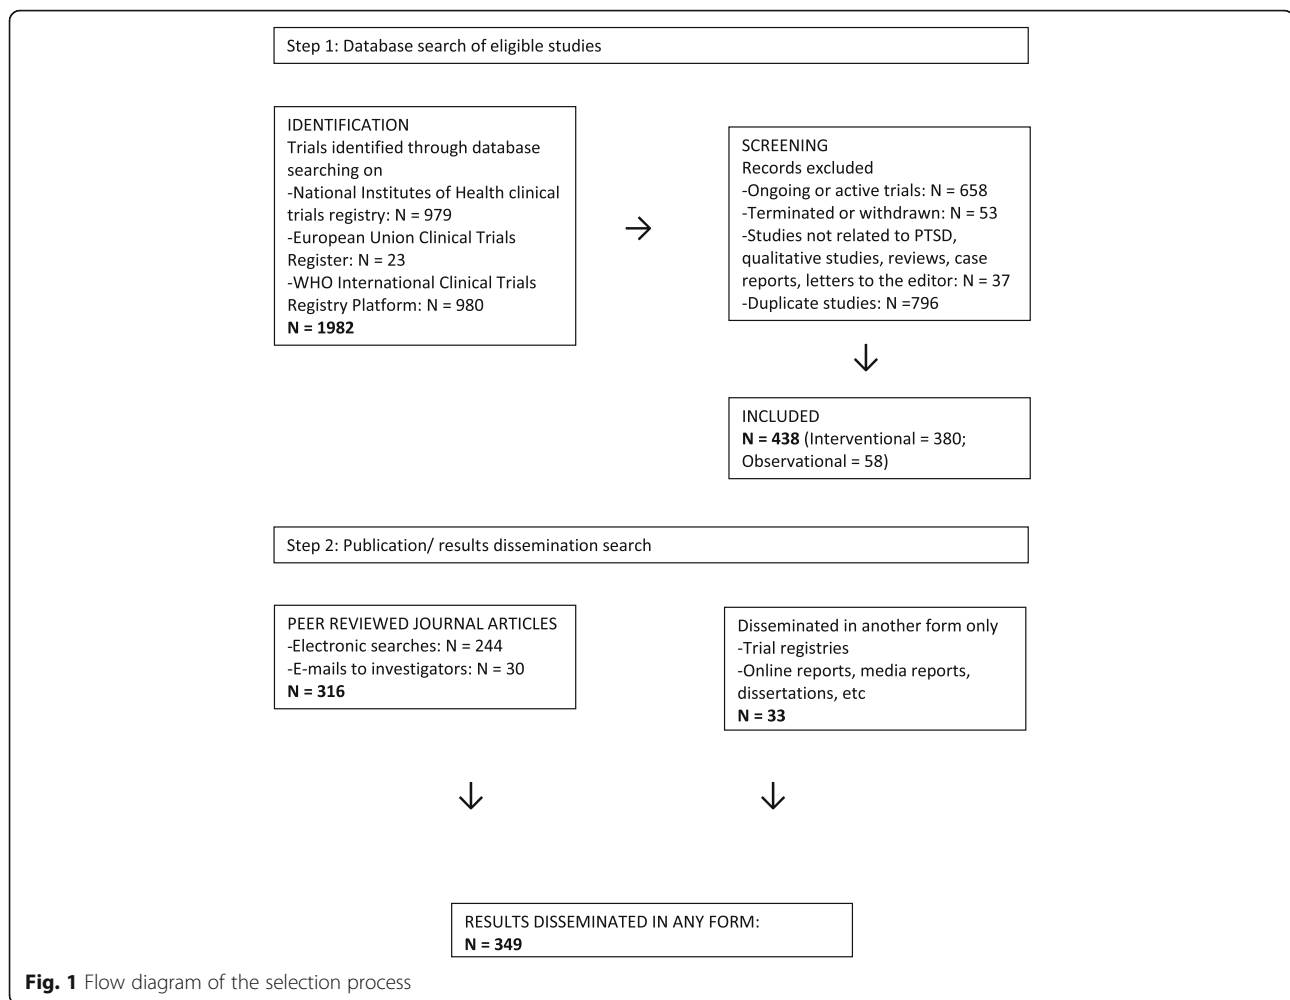 Step 1: Database search of eligible studies
IDENTIFICATION
Trials identified through database
searching on
-National Institutes of Health clinical
trials registry: N = 979
-European Union Clinical Trials
Register: N = 23
-WHO International Clinical Trials
Registry Platform: N = 980
N = 1982
→
SCREENING
Records excluded
-Ongoing or active trials: N = 658
-Terminated or withdrawn: N = 53
-Studies not related to PTSD,
qualitative studies, reviews, case
reports, letters to the editor: N = 37
-Duplicate studies: N =796
↓
INCLUDED
N = 438 (Interventional = 380;
Observational = 58)
Step 2: Publication/ results dissemination search
PEER REVIEWED JOURNAL ARTICLES
-Electronic searches: N = 244
-E-mails to investigators: N = 30
N = 316
Disseminated in another form only
-Trial registries
-Online reports, media reports,
dissertations, etc
N = 33
↓ ↓
RESULTS DISSEMINATED IN ANY FORM:
N = 349
Fig. 1 Flow diagram of the selection process